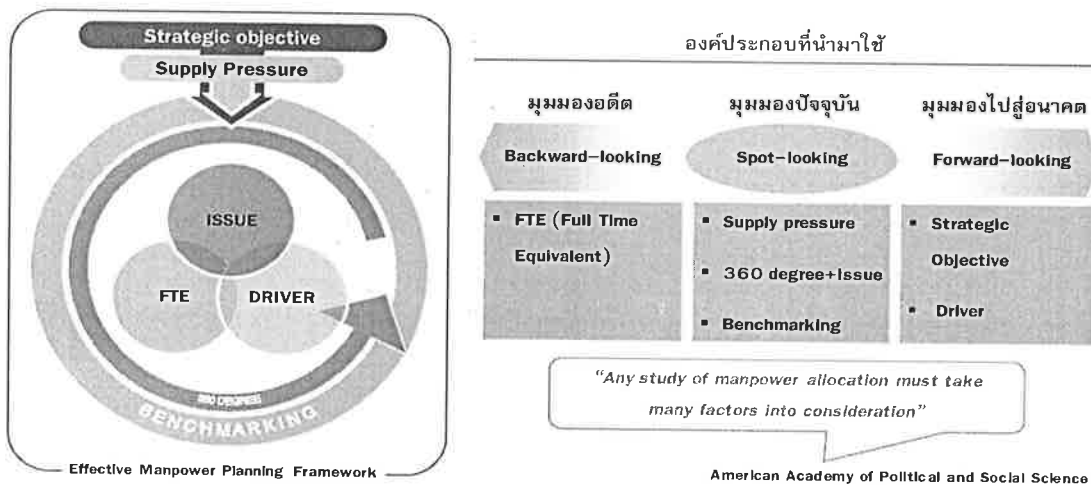 Strategic objective
Supply Pressure
ISSUE
FTE
DRIVER
360 DEGREE
BENCHMARKING
Effective Manpower Planning Framework
องค์ประกอบที่นำมาใช้
มุมมองอดีต
มุมมองปัจจุบัน
มุมมองไปสู่อนาคต
Backward-looking
Spot-looking
Forward-looking
▪ FTE (Full Time
Equivalent)
▪ Supply pressure
▪ 360 degree+Issue
▪ Benchmarking
▪ Strategic
Objective
▪ Driver
"Any study of manpower allocation must take
many factors into consideration"
American Academy of Political and Social Science